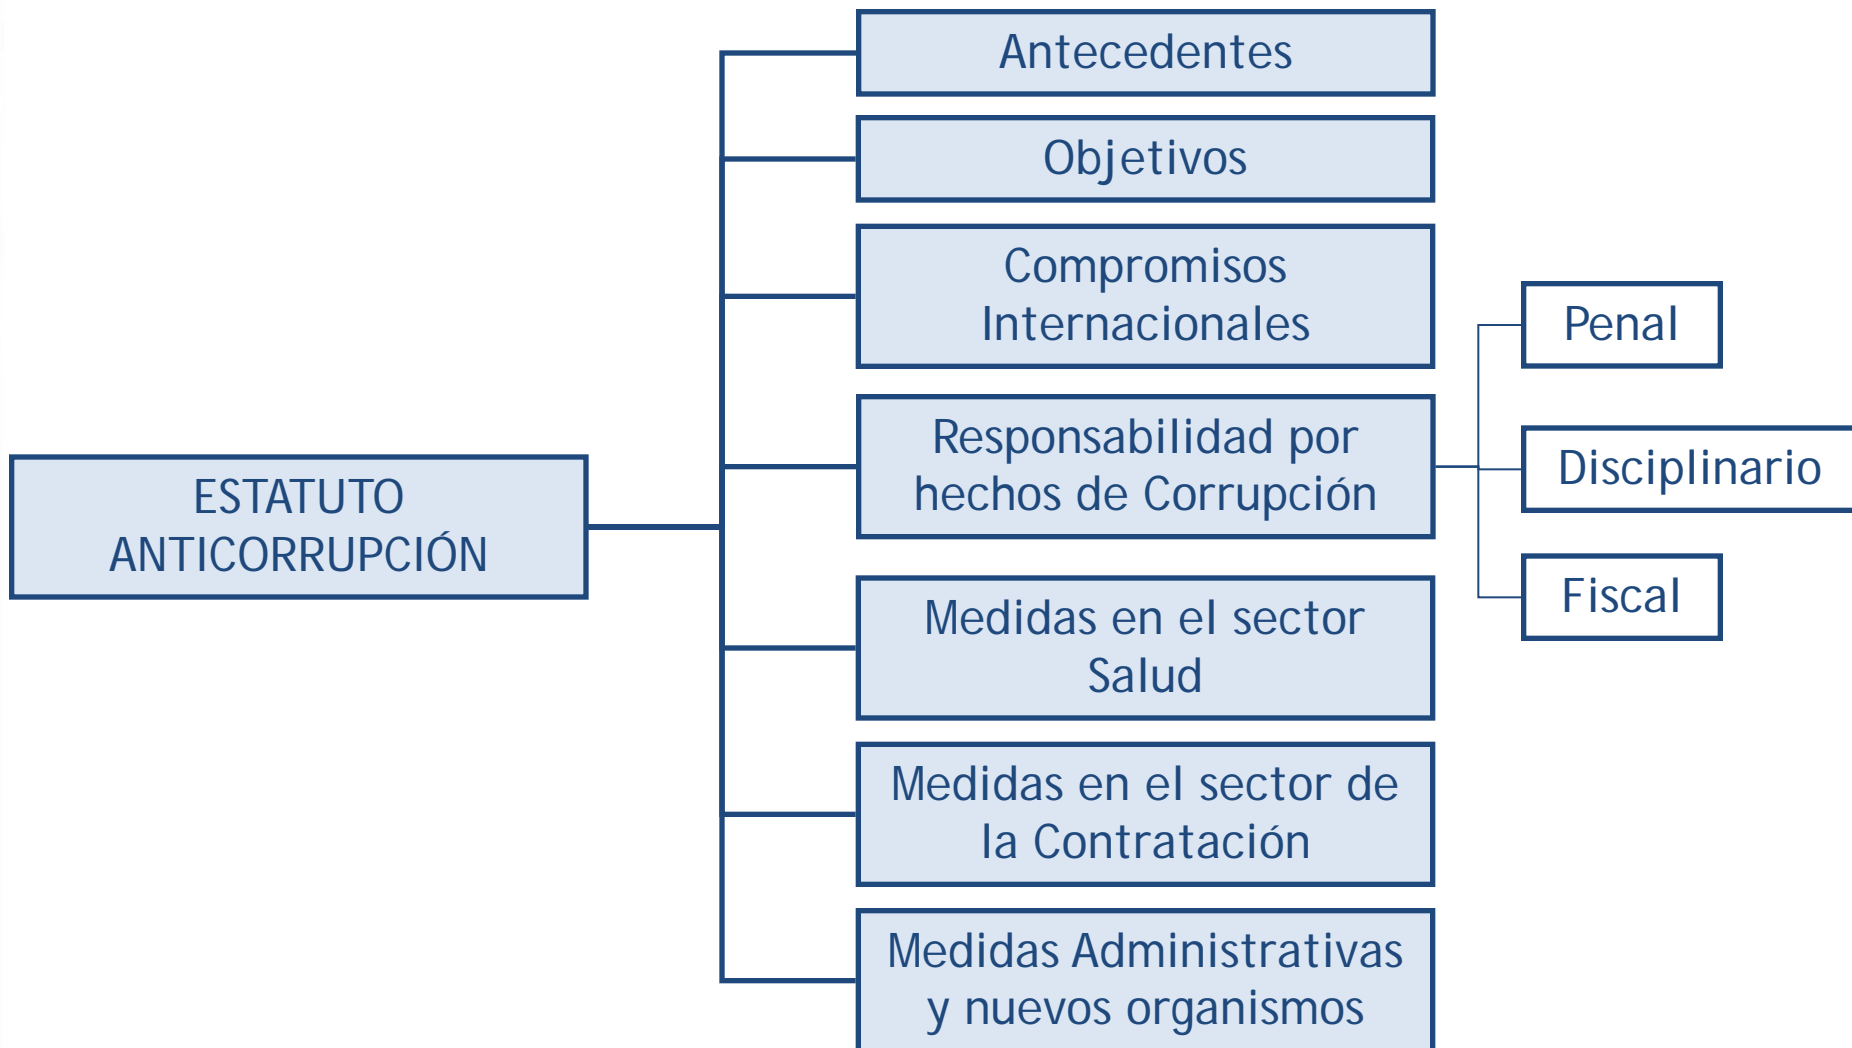 ESTATUTO
ANTICORRUPCIÓN
Antecedentes
Objetivos
Compromisos
Internacionales
Responsabilidad por
hechos de Corrupción
Penal
Disciplinario
Fiscal
Medidas en el sector
Salud
Medidas en el sector de
la Contratación
Medidas Administrativas
y nuevos organismos